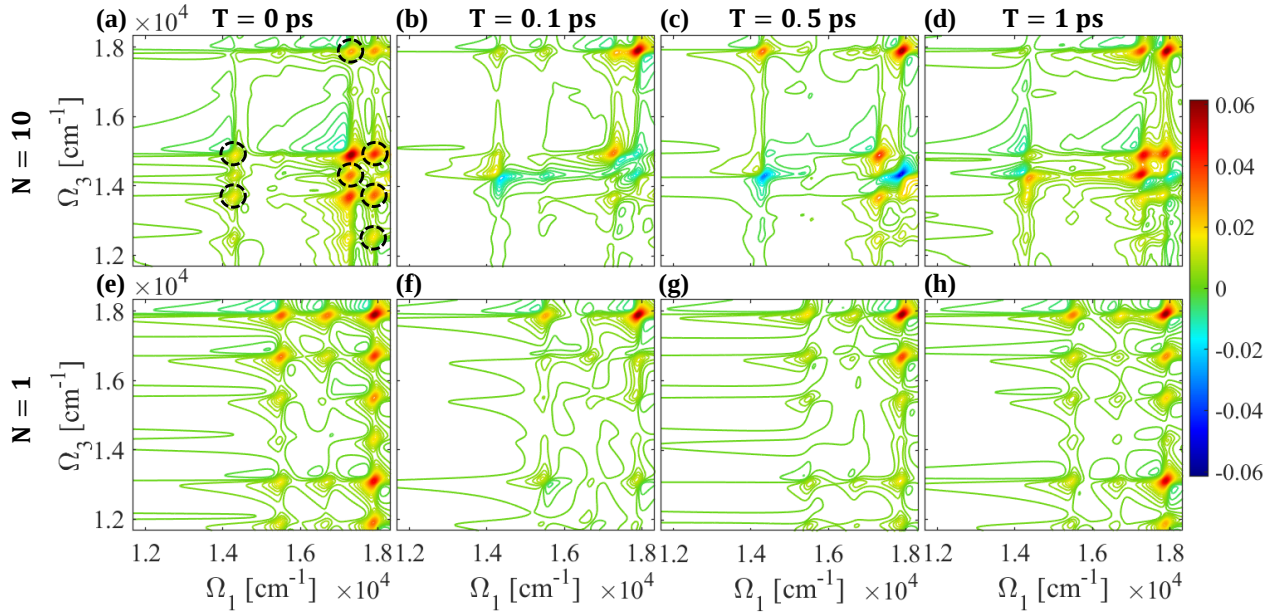 (a) T = 0 ps (b) T = 0.1 ps (c) T = 0.5 ps (d) T = 1 ps
×10⁴
N = 10
Ω₃ [cm⁻¹]
1.8
1.6
1.4
1.2
0.06
0.04
0.02
0
-0.02
-0.04
-0.06
(e) (f) (g) (h)
×10⁴
N = 1
Ω₃ [cm⁻¹]
1.8
1.6
1.4
1.2
1.2 1.4 1.6 1.8 1.2 1.4 1.6 1.8 1.2 1.4 1.6 1.8 1.2 1.4 1.6 1.8
Ω₁ [cm⁻¹] ×10⁴ Ω₁ [cm⁻¹] ×10⁴ Ω₁ [cm⁻¹] ×10⁴ Ω₁ [cm⁻¹] ×10⁴